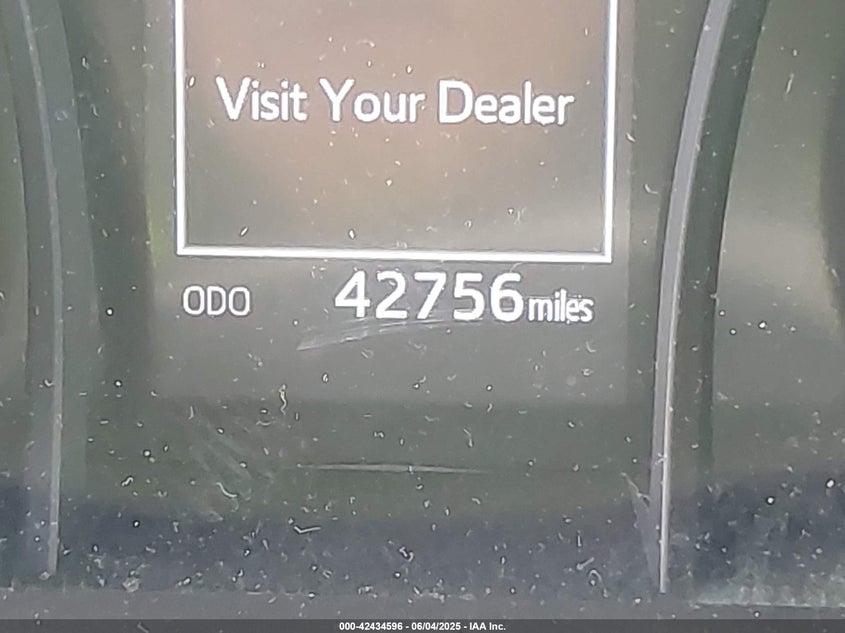 Visit Your Dealer
ODO 42756 miles
000-42434596 - 06/04/2025 - IAA Inc.